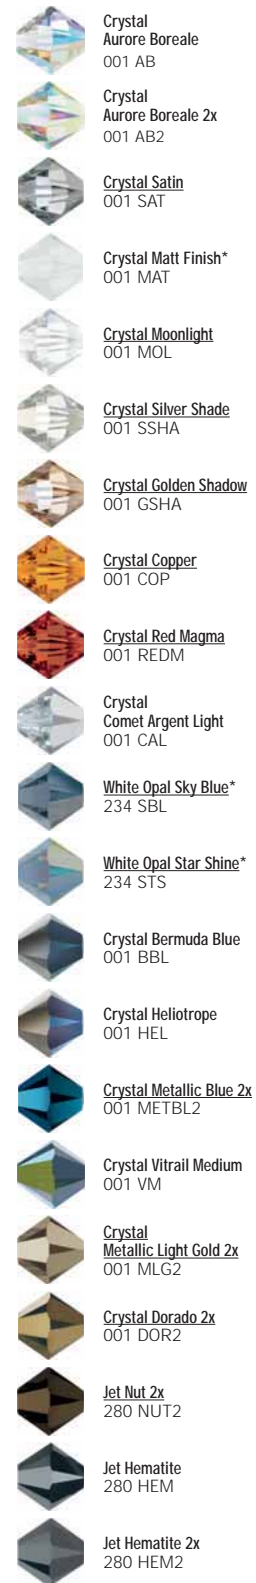 Crystal
Aurore Boreale
001 AB
Crystal
Aurore Boreale 2x
001 AB2
Crystal Satin
001 SAT
Crystal Matt Finish*
001 MAT
Crystal Moonlight
001 MOL
Crystal Silver Shade
001 SSHA
Crystal Golden Shadow
001 GSHA
Crystal Copper
001 COP
Crystal Red Magma
001 REDM
Crystal
Comet Argent Light
001 CAL
White Opal Sky Blue*
234 SBL
White Opal Star Shine*
234 STS
Crystal Bermuda Blue
001 BBL
Crystal Heliotrope
001 HEL
Crystal Metallic Blue 2x
001 METBL2
Crystal Vitrail Medium
001 VM
Crystal
Metallic Light Gold 2x
001 MLG2
Crystal Dorado 2x
001 DOR2
Jet Nut 2x
280 NUT2
Jet Hematite
280 HEM
Jet Hematite 2x
280 HEM2